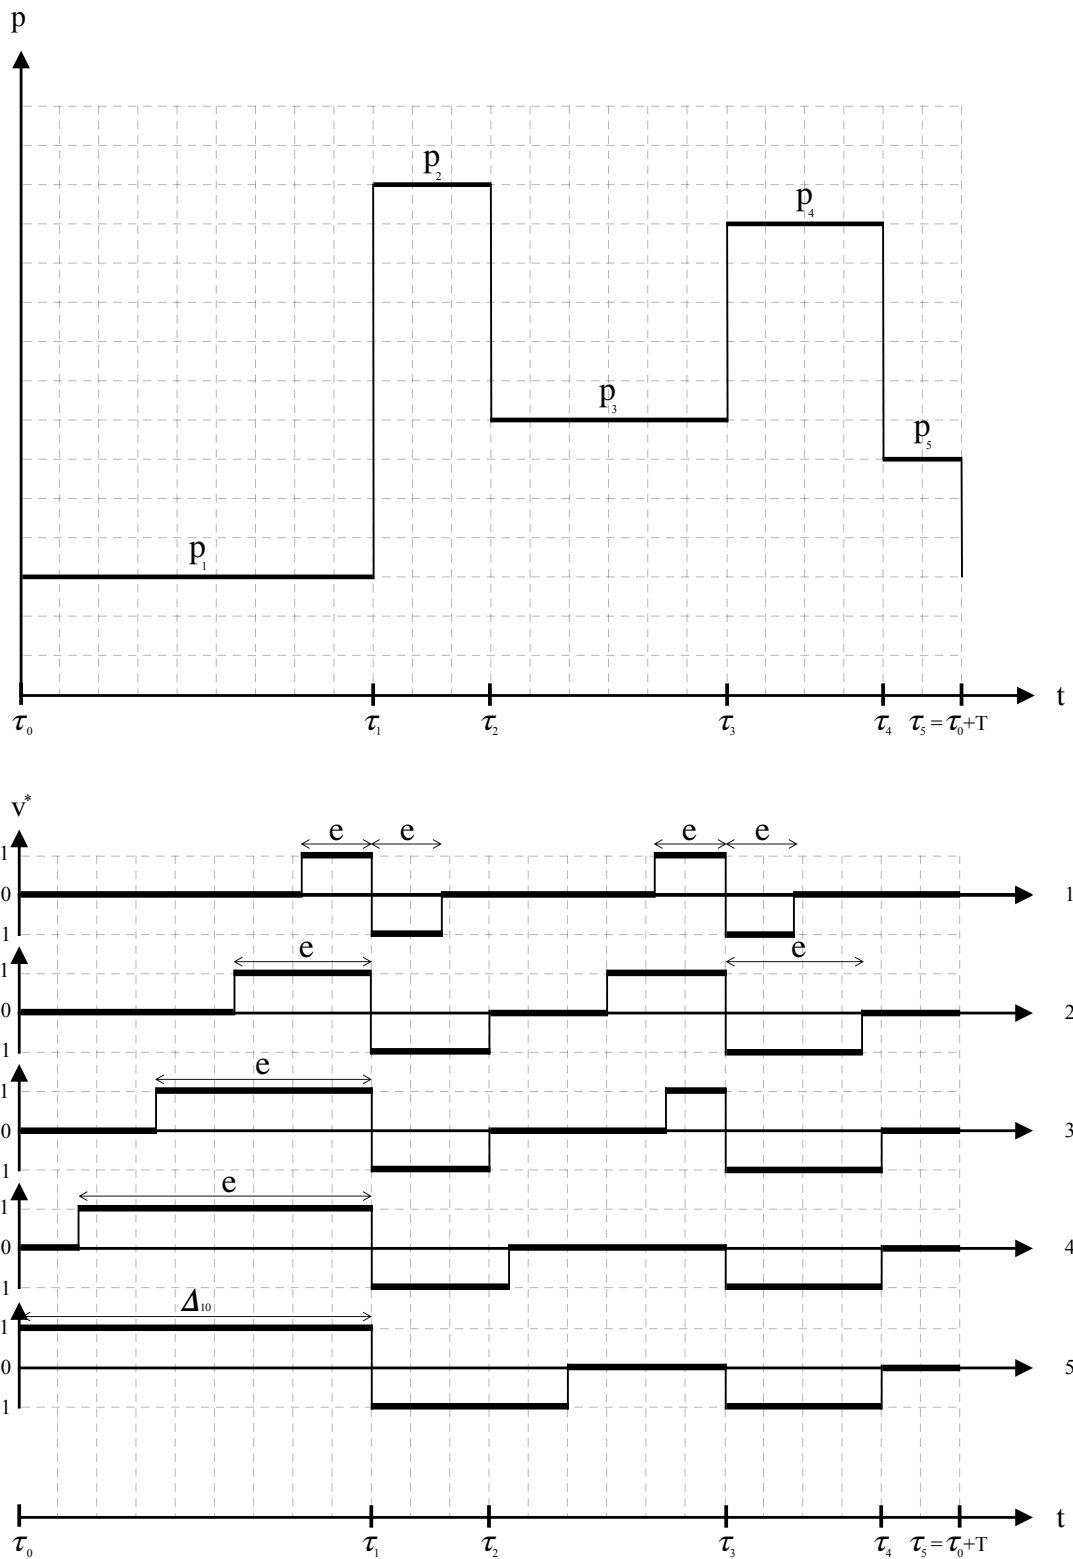 p
p₂
p₄
p₃
p₅
p₁
t
τ₀ τ₁ τ₂ τ₃ τ₄ τ₅ = τ₀+T
v*
e e e e
1
0 1
1
e e
1
0 2
1
e
1
0 3
1
e
1
0 4
1
Δ₁₀
1
0 5
1
t
τ₀ τ₁ τ₂ τ₃ τ₄ τ₅ = τ₀+T